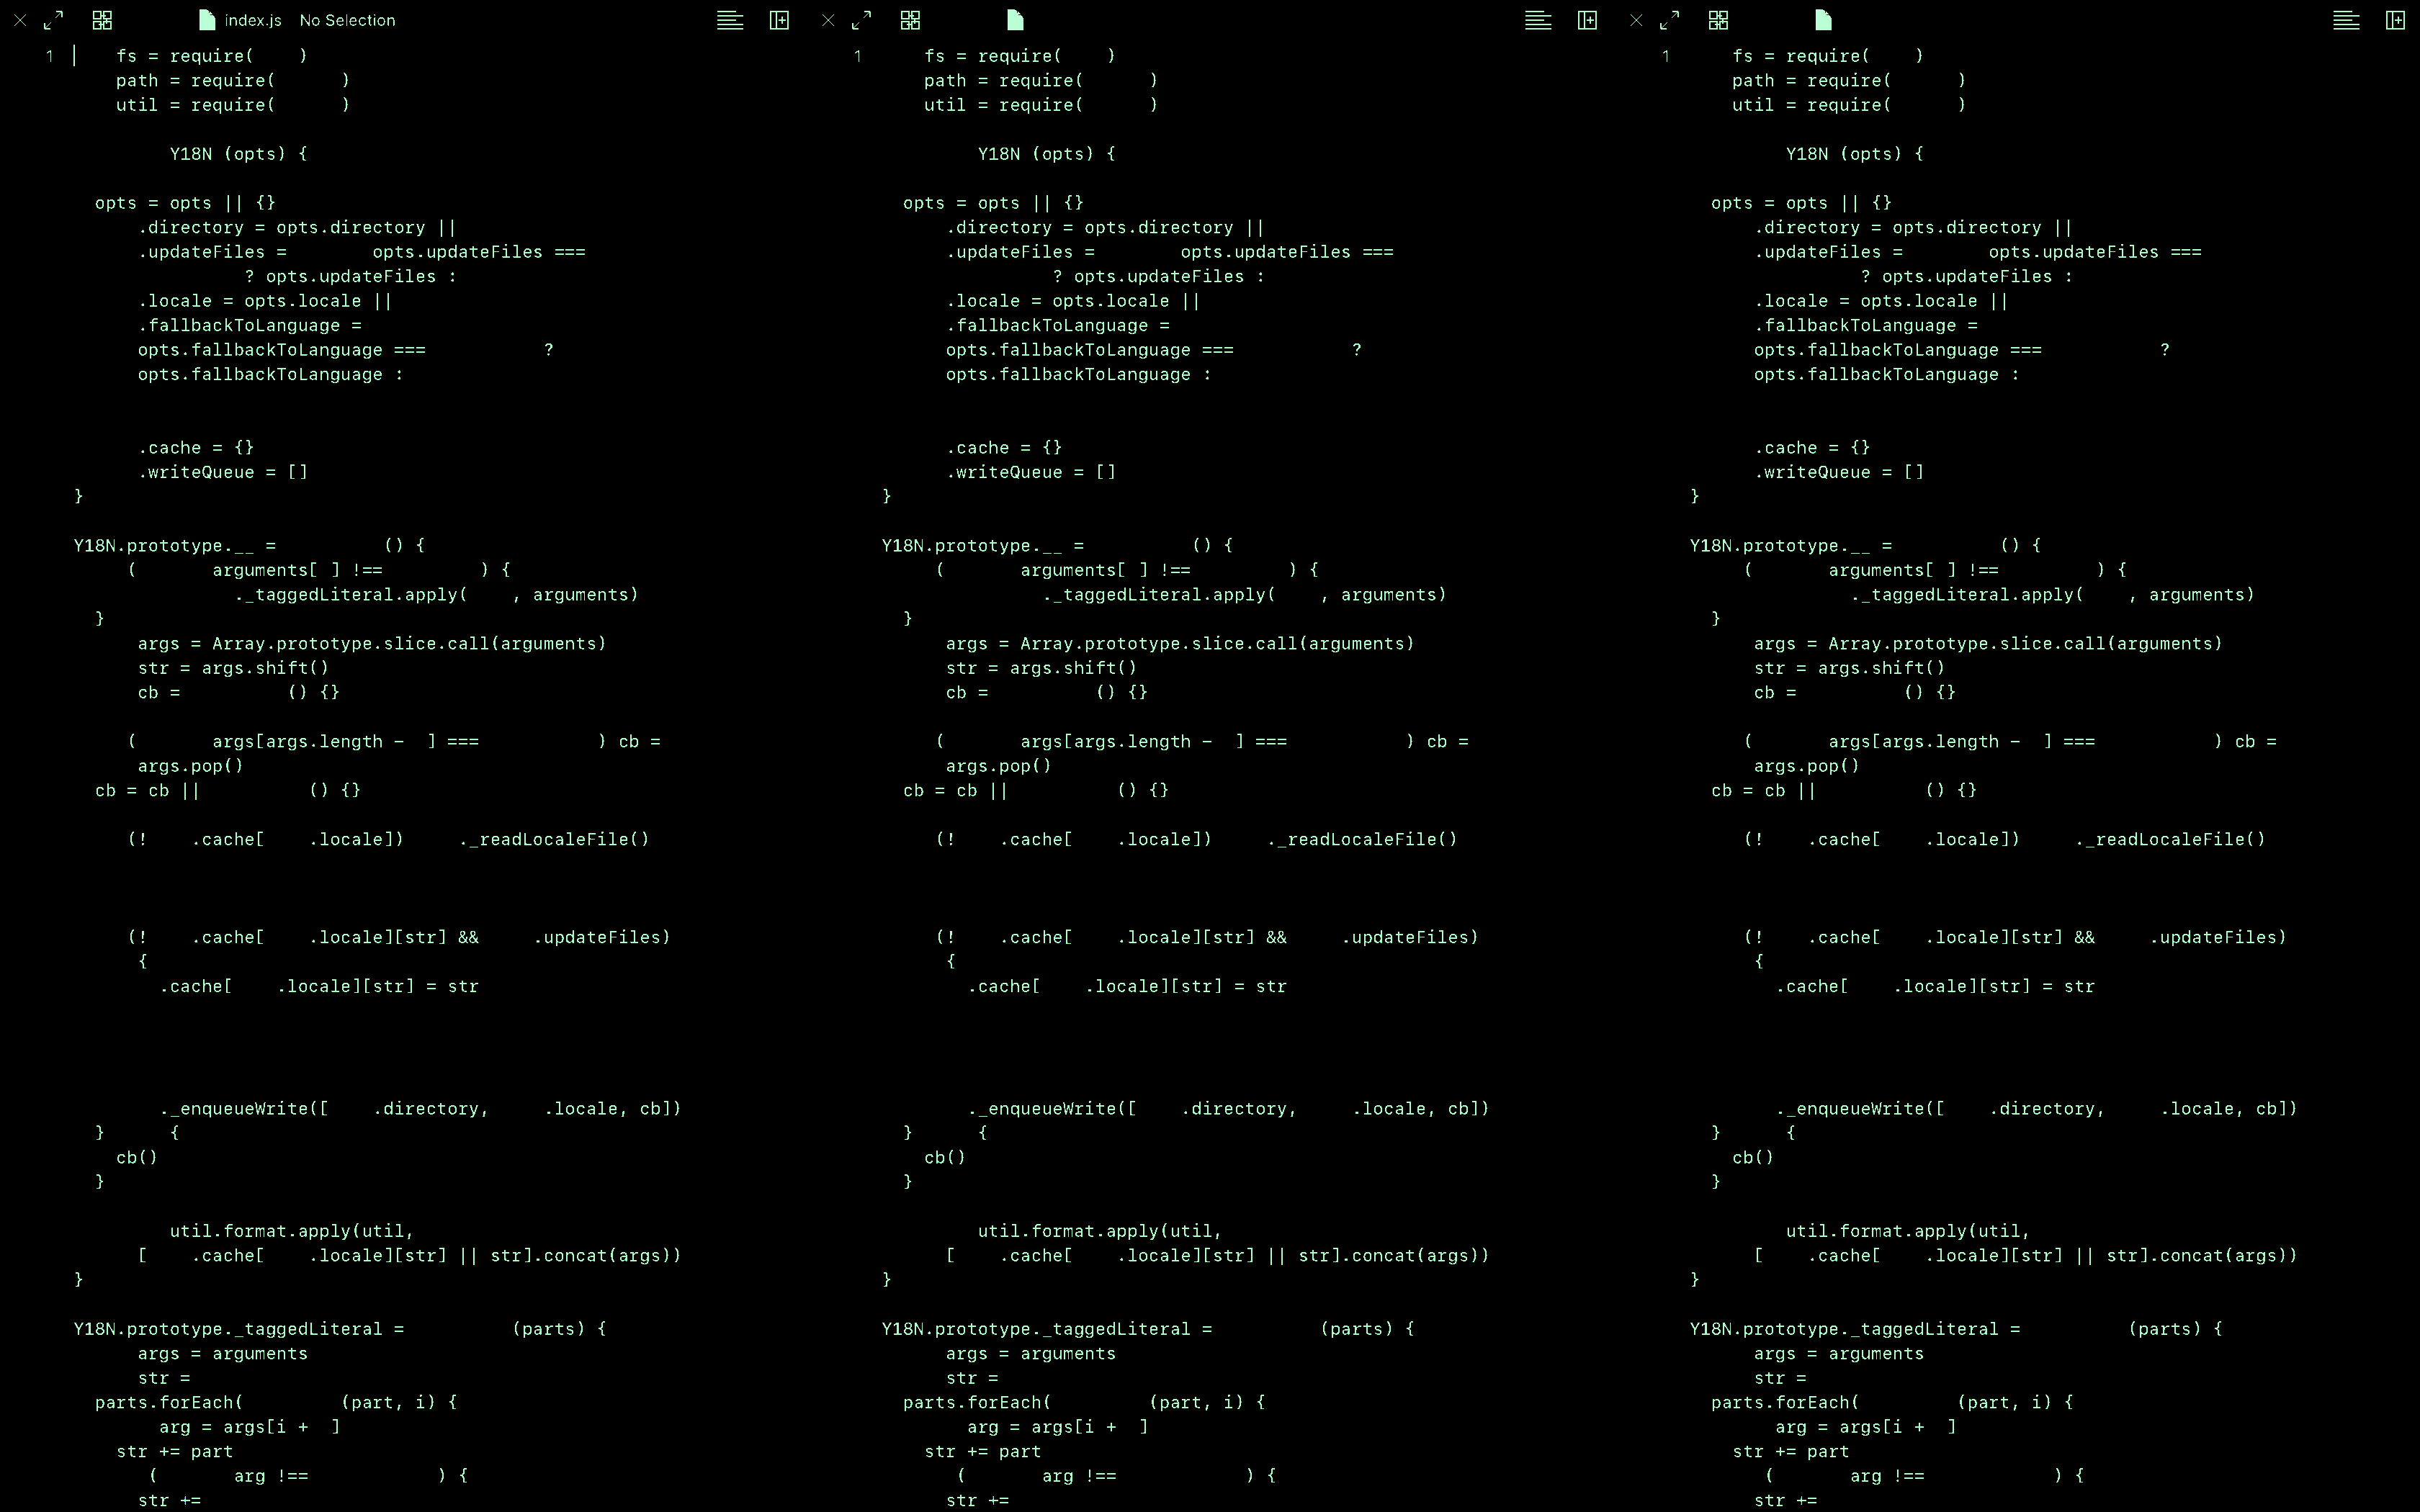 index.js No Selection
1 fs = require( )
path = require( )
util = require( )
Y18N (opts) {
opts = opts || {}
.directory = opts.directory ||
.updateFiles = opts.updateFiles ===
? opts.updateFiles :
.locale = opts.locale ||
.fallbackToLanguage =
opts.fallbackToLanguage === ?
opts.fallbackToLanguage :
.cache = {}
.writeQueue = []
}
Y18N.prototype.__ = () {
( arguments[ ] !== ) {
._taggedLiteral.apply( , arguments)
}
args = Array.prototype.slice.call(arguments)
str = args.shift()
cb = () {}
( args[args.length - ] === ) cb =
args.pop()
cb = cb || () {}
(! .cache[ .locale]) ._readLocaleFile()
(! .cache[ .locale][str] && .updateFiles)
{
.cache[ .locale][str] = str
._enqueueWrite([ .directory, .locale, cb])
} {
cb()
}
util.format.apply(util,
[ .cache[ .locale][str] || str].concat(args))
}
Y18N.prototype._taggedLiteral = (parts) {
args = arguments
str =
parts.forEach( (part, i) {
arg = args[i + ]
str += part
( arg !== ) {
str +=
1 fs = require( )
path = require( )
util = require( )
Y18N (opts) {
opts = opts || {}
.directory = opts.directory ||
.updateFiles = opts.updateFiles ===
? opts.updateFiles :
.locale = opts.locale ||
.fallbackToLanguage =
opts.fallbackToLanguage === ?
opts.fallbackToLanguage :
.cache = {}
.writeQueue = []
}
Y18N.prototype.__ = () {
( arguments[ ] !== ) {
._taggedLiteral.apply( , arguments)
}
args = Array.prototype.slice.call(arguments)
str = args.shift()
cb = () {}
( args[args.length - ] === ) cb =
args.pop()
cb = cb || () {}
(! .cache[ .locale]) ._readLocaleFile()
(! .cache[ .locale][str] && .updateFiles)
{
.cache[ .locale][str] = str
._enqueueWrite([ .directory, .locale, cb])
} {
cb()
}
util.format.apply(util,
[ .cache[ .locale][str] || str].concat(args))
}
Y18N.prototype._taggedLiteral = (parts) {
args = arguments
str =
parts.forEach( (part, i) {
arg = args[i + ]
str += part
( arg !== ) {
str +=
1 fs = require( )
path = require( )
util = require( )
Y18N (opts) {
opts = opts || {}
.directory = opts.directory ||
.updateFiles = opts.updateFiles ===
? opts.updateFiles :
.locale = opts.locale ||
.fallbackToLanguage =
opts.fallbackToLanguage === ?
opts.fallbackToLanguage :
.cache = {}
.writeQueue = []
}
Y18N.prototype.__ = () {
( arguments[ ] !== ) {
._taggedLiteral.apply( , arguments)
}
args = Array.prototype.slice.call(arguments)
str = args.shift()
cb = () {}
( args[args.length - ] === ) cb =
args.pop()
cb = cb || () {}
(! .cache[ .locale]) ._readLocaleFile()
(! .cache[ .locale][str] && .updateFiles)
{
.cache[ .locale][str] = str
._enqueueWrite([ .directory, .locale, cb])
} {
cb()
}
util.format.apply(util,
[ .cache[ .locale][str] || str].concat(args))
}
Y18N.prototype._taggedLiteral = (parts) {
args = arguments
str =
parts.forEach( (part, i) {
arg = args[i + ]
str += part
( arg !== ) {
str +=